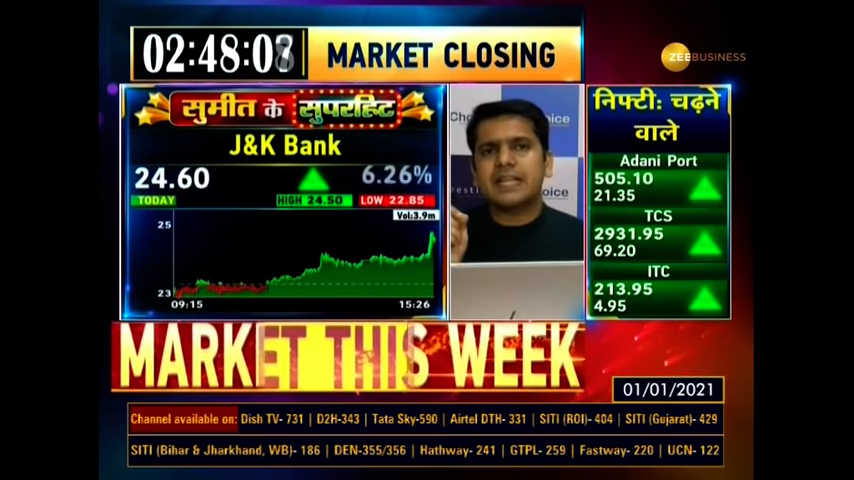 02:48:07 MARKET CLOSING
ZEEBUSINESS
सुमीत के सुपरहिट
J&K Bank
24.60 6.26%
TODAY HIGH 24.50 LOW 22.85
Vol:3.9m
25
23
09:15 15:26
निफ्टी: चढ़ने
वाले
Adani Port
505.10
21.35
TCS
2931.95
69.20
ITC
213.95
4.95
MARKET THIS WEEK
01/01/2021
Channel available on: Dish TV- 731 | D2H-343 | Tata Sky-590 | Airtel DTH- 331 | SITI (ROI)- 404 | SITI (Gujarat)- 429
SITI (Bihar & Jharkhand, WB)- 186 | DEN-355/356 | Hathway- 241 | GTPL- 259 | Fastway- 220 | UCN- 122